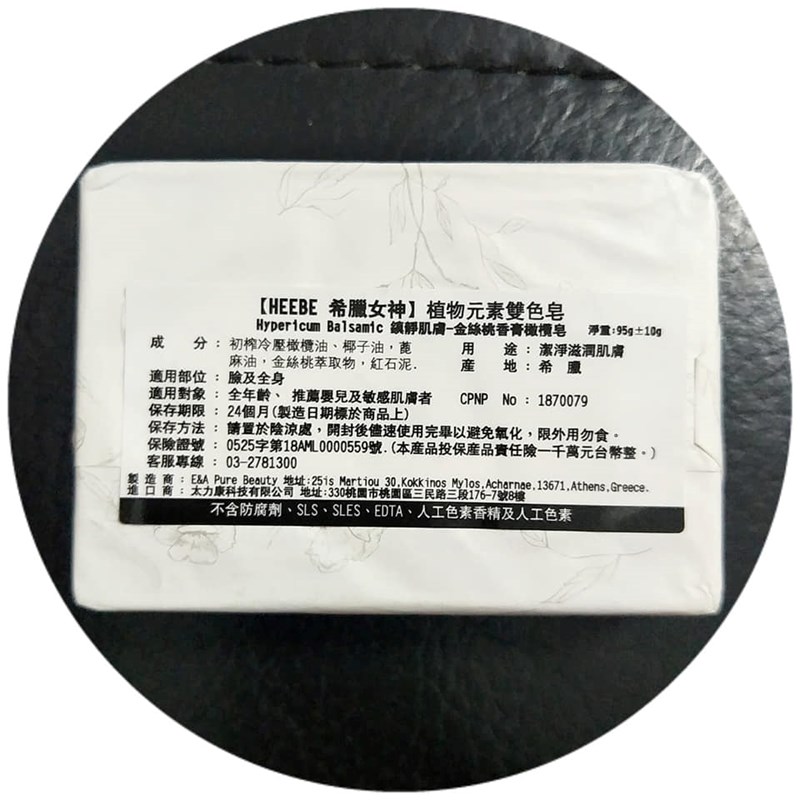 【HEEBE 希臘女神】植物元素雙色皂
Hypericum Balsamic 鎮靜肌膚-金絲桃香膏橄欖皂 淨重:95g±10g
成 分 : 初榨冷壓橄欖油、椰子油,蓖 用 途 : 潔淨滋潤肌膚
麻油,金絲桃萃取物,紅石泥. 產 地 : 希 臘
適用部位 : 臉及全身
適用對象 : 全年齡、 推薦嬰兒及敏感肌膚者 CPNP No : 1870079
保存期限 : 24個月(製造日期標於商品上)
保存方法 : 請置於陰涼處,開封後儘速使用完畢以避免氧化,限外用勿食。
保險證號 : 0525字第18AML0000559號.(本産品投保産品責任險一千萬元台幣整。)
客服專線 : 03-2781300
製造商 : E&A Pure Beauty 地址:25is Martiou 30,Kokkinos Mylos,Acharnae,13671,Athens,Greece.
進口商 : 太力康科技有限公司 地址:330桃園市桃園區三民路三段176-7號8樓
不含防腐劑、SLS、SLES、EDTA、人工色素香精及人工色素